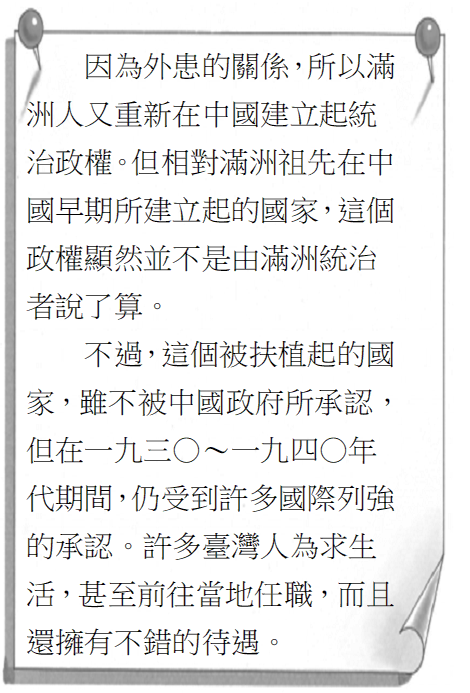 因為外患的關係，所以滿
洲人又重新在中國建立起統
治政權。但相對滿洲祖先在中
國早期所建立起的國家，這個
政權顯然並不是由滿洲統治
者說了算。
不過，這個被扶植起的國
家，雖不被中國政府所承認，
但在一九三〇～一九四〇年
代期間，仍受到許多國際列強
的承認。許多臺灣人為求生
活，甚至前往當地任職，而且
還擁有不錯的待遇。